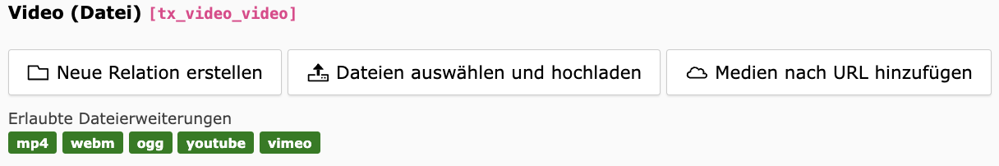 Video (Datei) [tx_video_video]
Neue Relation erstellen Dateien auswählen und hochladen Medien nach URL hinzufügen
Erlaubte Dateierweiterungen
mp4 webm ogg youtube vimeo